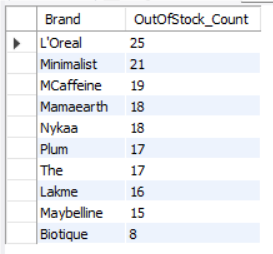 Brand OutOfStock_Count
L'Oreal 25
Minimalist 21
MCaffeine 19
Mamaearth 18
Nykaa 18
Plum 17
The 17
Lakme 16
Maybelline 15
Biotique 8